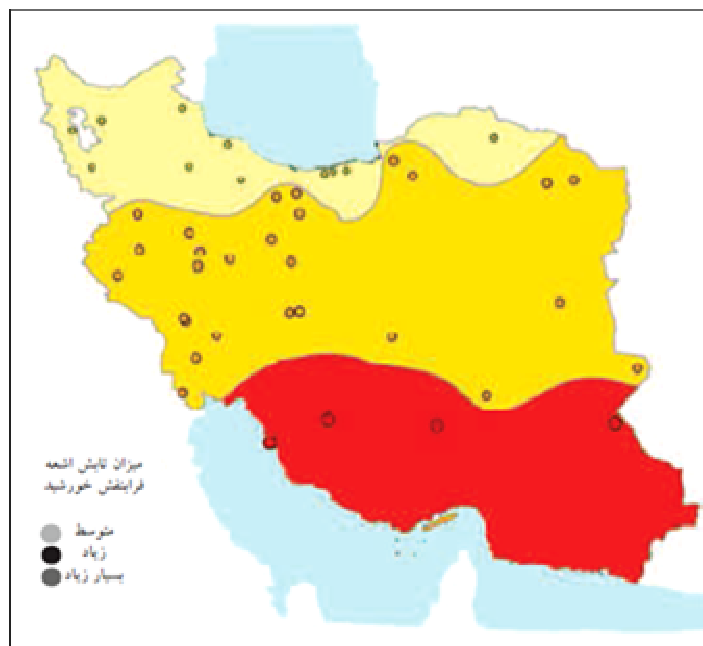 میزان تابش اشعه
فرابنفش خورشید
متوسط
زیاد
بسیار زیاد